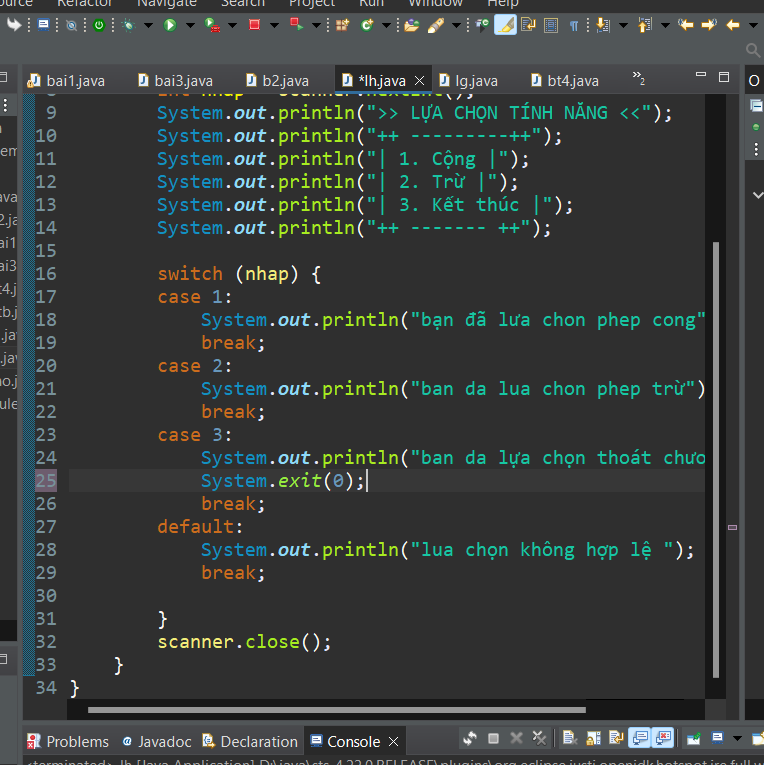 Refactor Navigate Search Project Run Window Help
bai1.java bai3.java b2.java *lh.java lg.java bt4.java »2
9 System.out.println(">> LỰA CHỌN TÍNH NĂNG <<");
10 System.out.println("++ ---------++");
11 System.out.println("| 1. Cộng |");
12 System.out.println("| 2. Trừ |");
13 System.out.println("| 3. Kết thúc |");
14 System.out.println("++ ------- ++");
15
16 switch (nhap) {
17 case 1:
18 System.out.println("bạn đã lưa chon phep cong"
19 break;
20 case 2:
21 System.out.println("ban da lua chon phep trừ")
22 break;
23 case 3:
24 System.out.println("ban da lựa chọn thoát chươ
25 System.exit(0);
26 break;
27 default:
28 System.out.println("lua chọn không hợp lệ ");
29 break;
30
31 }
32 scanner.close();
33 }
34 }
Problems Javadoc Declaration Console